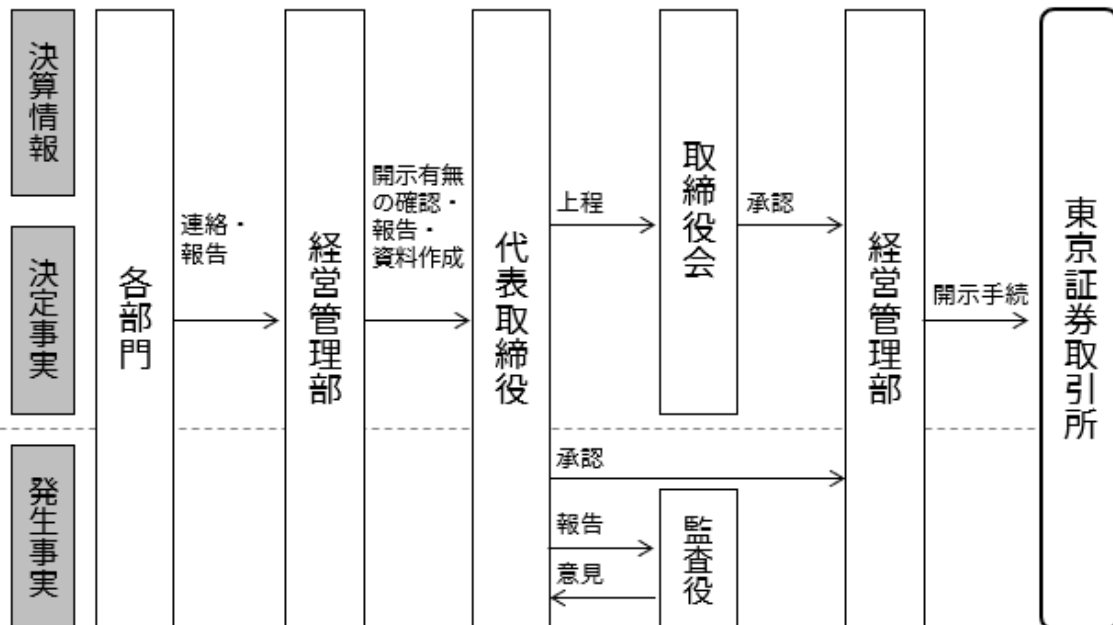 決算情報
決定事実
発生事実
各部門
連絡・
報告
経営管理部
開示有無
の確認・
報告・
資料作成
代表取締役
上程
取締役会
承認
承認
報告
意見
監査役
経営管理部
開示手続
東京証券取引所